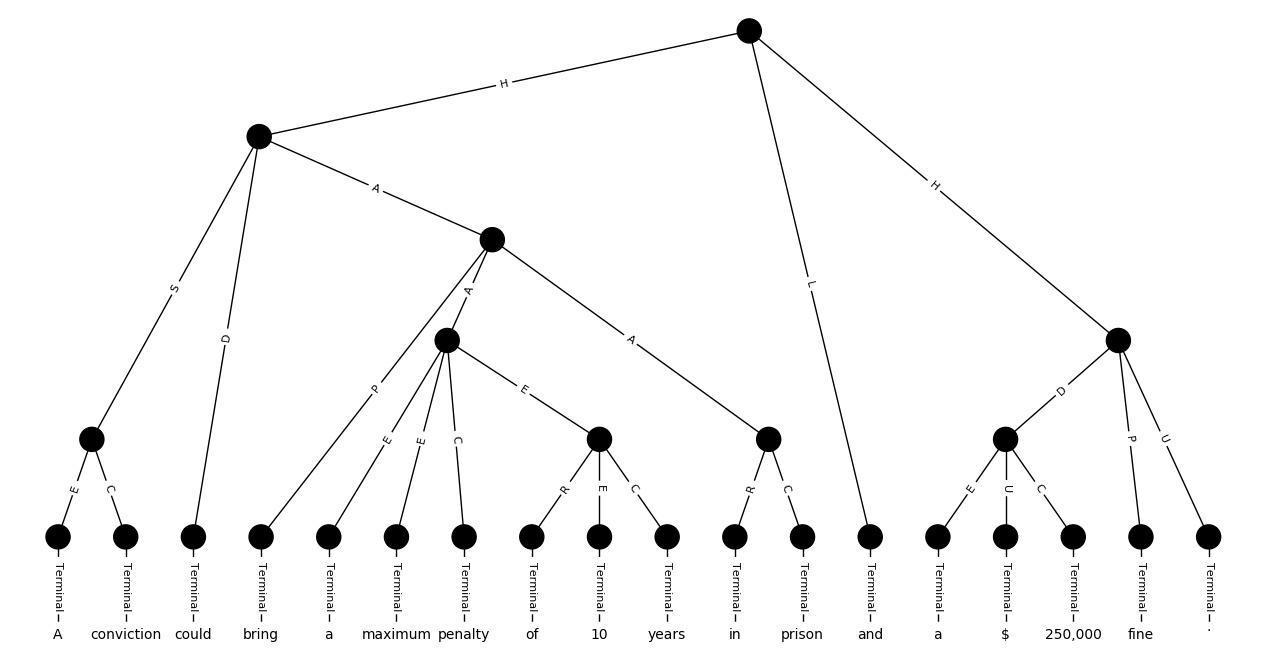 H
A
H
S
D
A
L
P
A
E
D
E
E
C
P
U
E
C
R
E
C
R
C
E
U
C
Terminal Terminal Terminal Terminal Terminal Terminal Terminal Terminal Terminal Terminal Terminal Terminal Terminal Terminal Terminal Terminal Terminal Terminal
A conviction could bring a maximum penalty of 10 years in prison and a $ 250,000 fine .